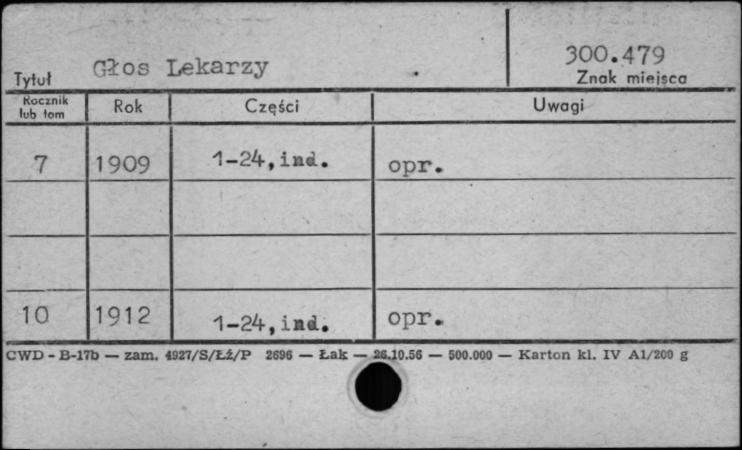 300.479
Tytuł Głos Lekarzy Znak miejsca
Rocznik lub tom Rok Części Uwagi
7 1909 1-24,ind. opr.
10 1912 1-24,ind. opr.
CWD - B-17b — zam. 4927/S/Łż/P 2696 — Łak — 26.10.56 — 500.000 — Karton kl. IV A1/200 g